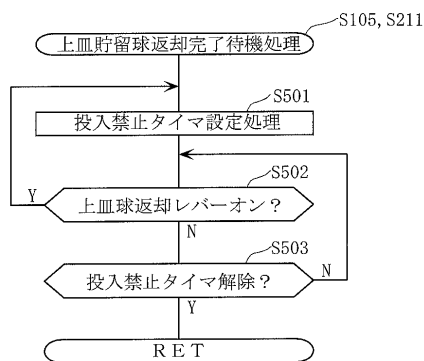 S105, S211
上皿貯留球返却完了待機処理
S501
投入禁止タイマ設定処理
S502
Y
上皿球返却レバーオン？
N
S503
投入禁止タイマ解除？
N
Y
RET